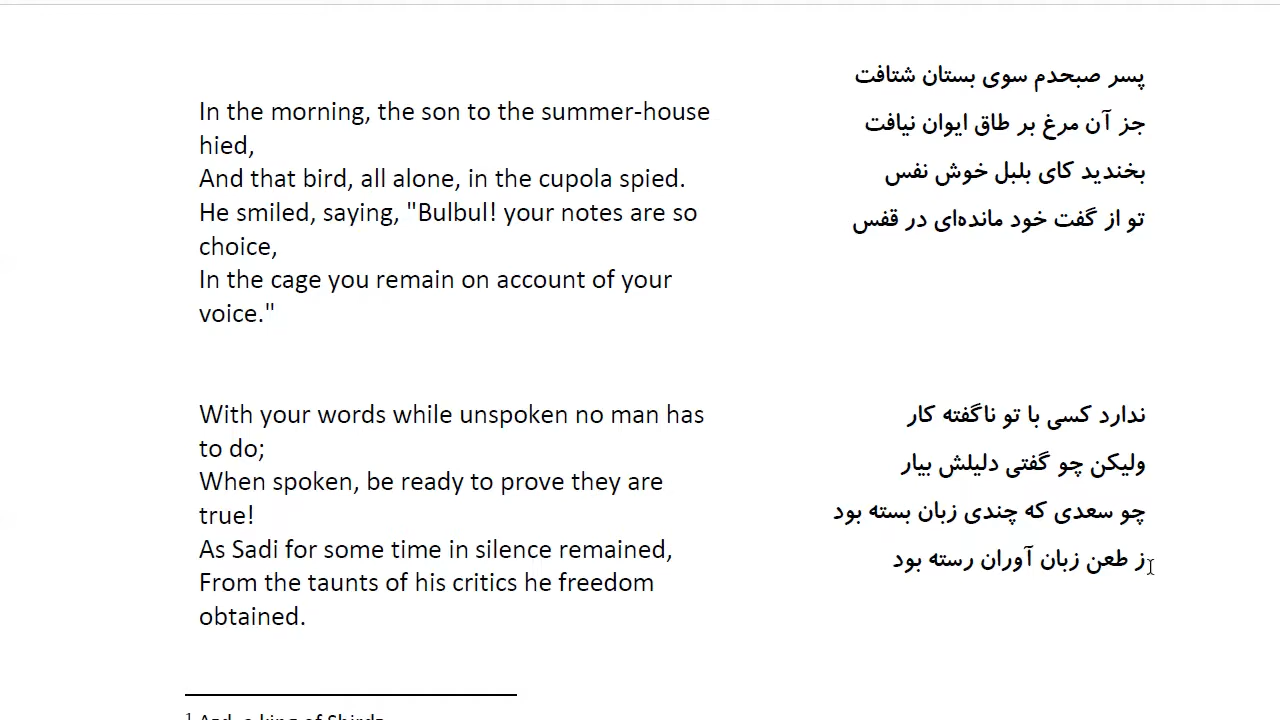 In the morning, the son to the summer-house
hied,
And that bird, all alone, in the cupola spied.
He smiled, saying, "Bulbul! your notes are so
choice,
In the cage you remain on account of your
voice."
پسر صبحدم سوی بستان شتافت
جز آن مرغ بر طاق ایوان نیافت
بخندید کای بلبل خوش نفس
تو از گفت خود مانده‌ای در قفس
With your words while unspoken no man has
to do;
When spoken, be ready to prove they are
true!
As Sadi for some time in silence remained,
From the taunts of his critics he freedom
obtained.
ندارد کسی با تو ناگفته کار
ولیکن چو گفتی دلیلش بیار
چو سعدی که چندی زبان بسته بود
ز طعن زبان آوران رسته بود